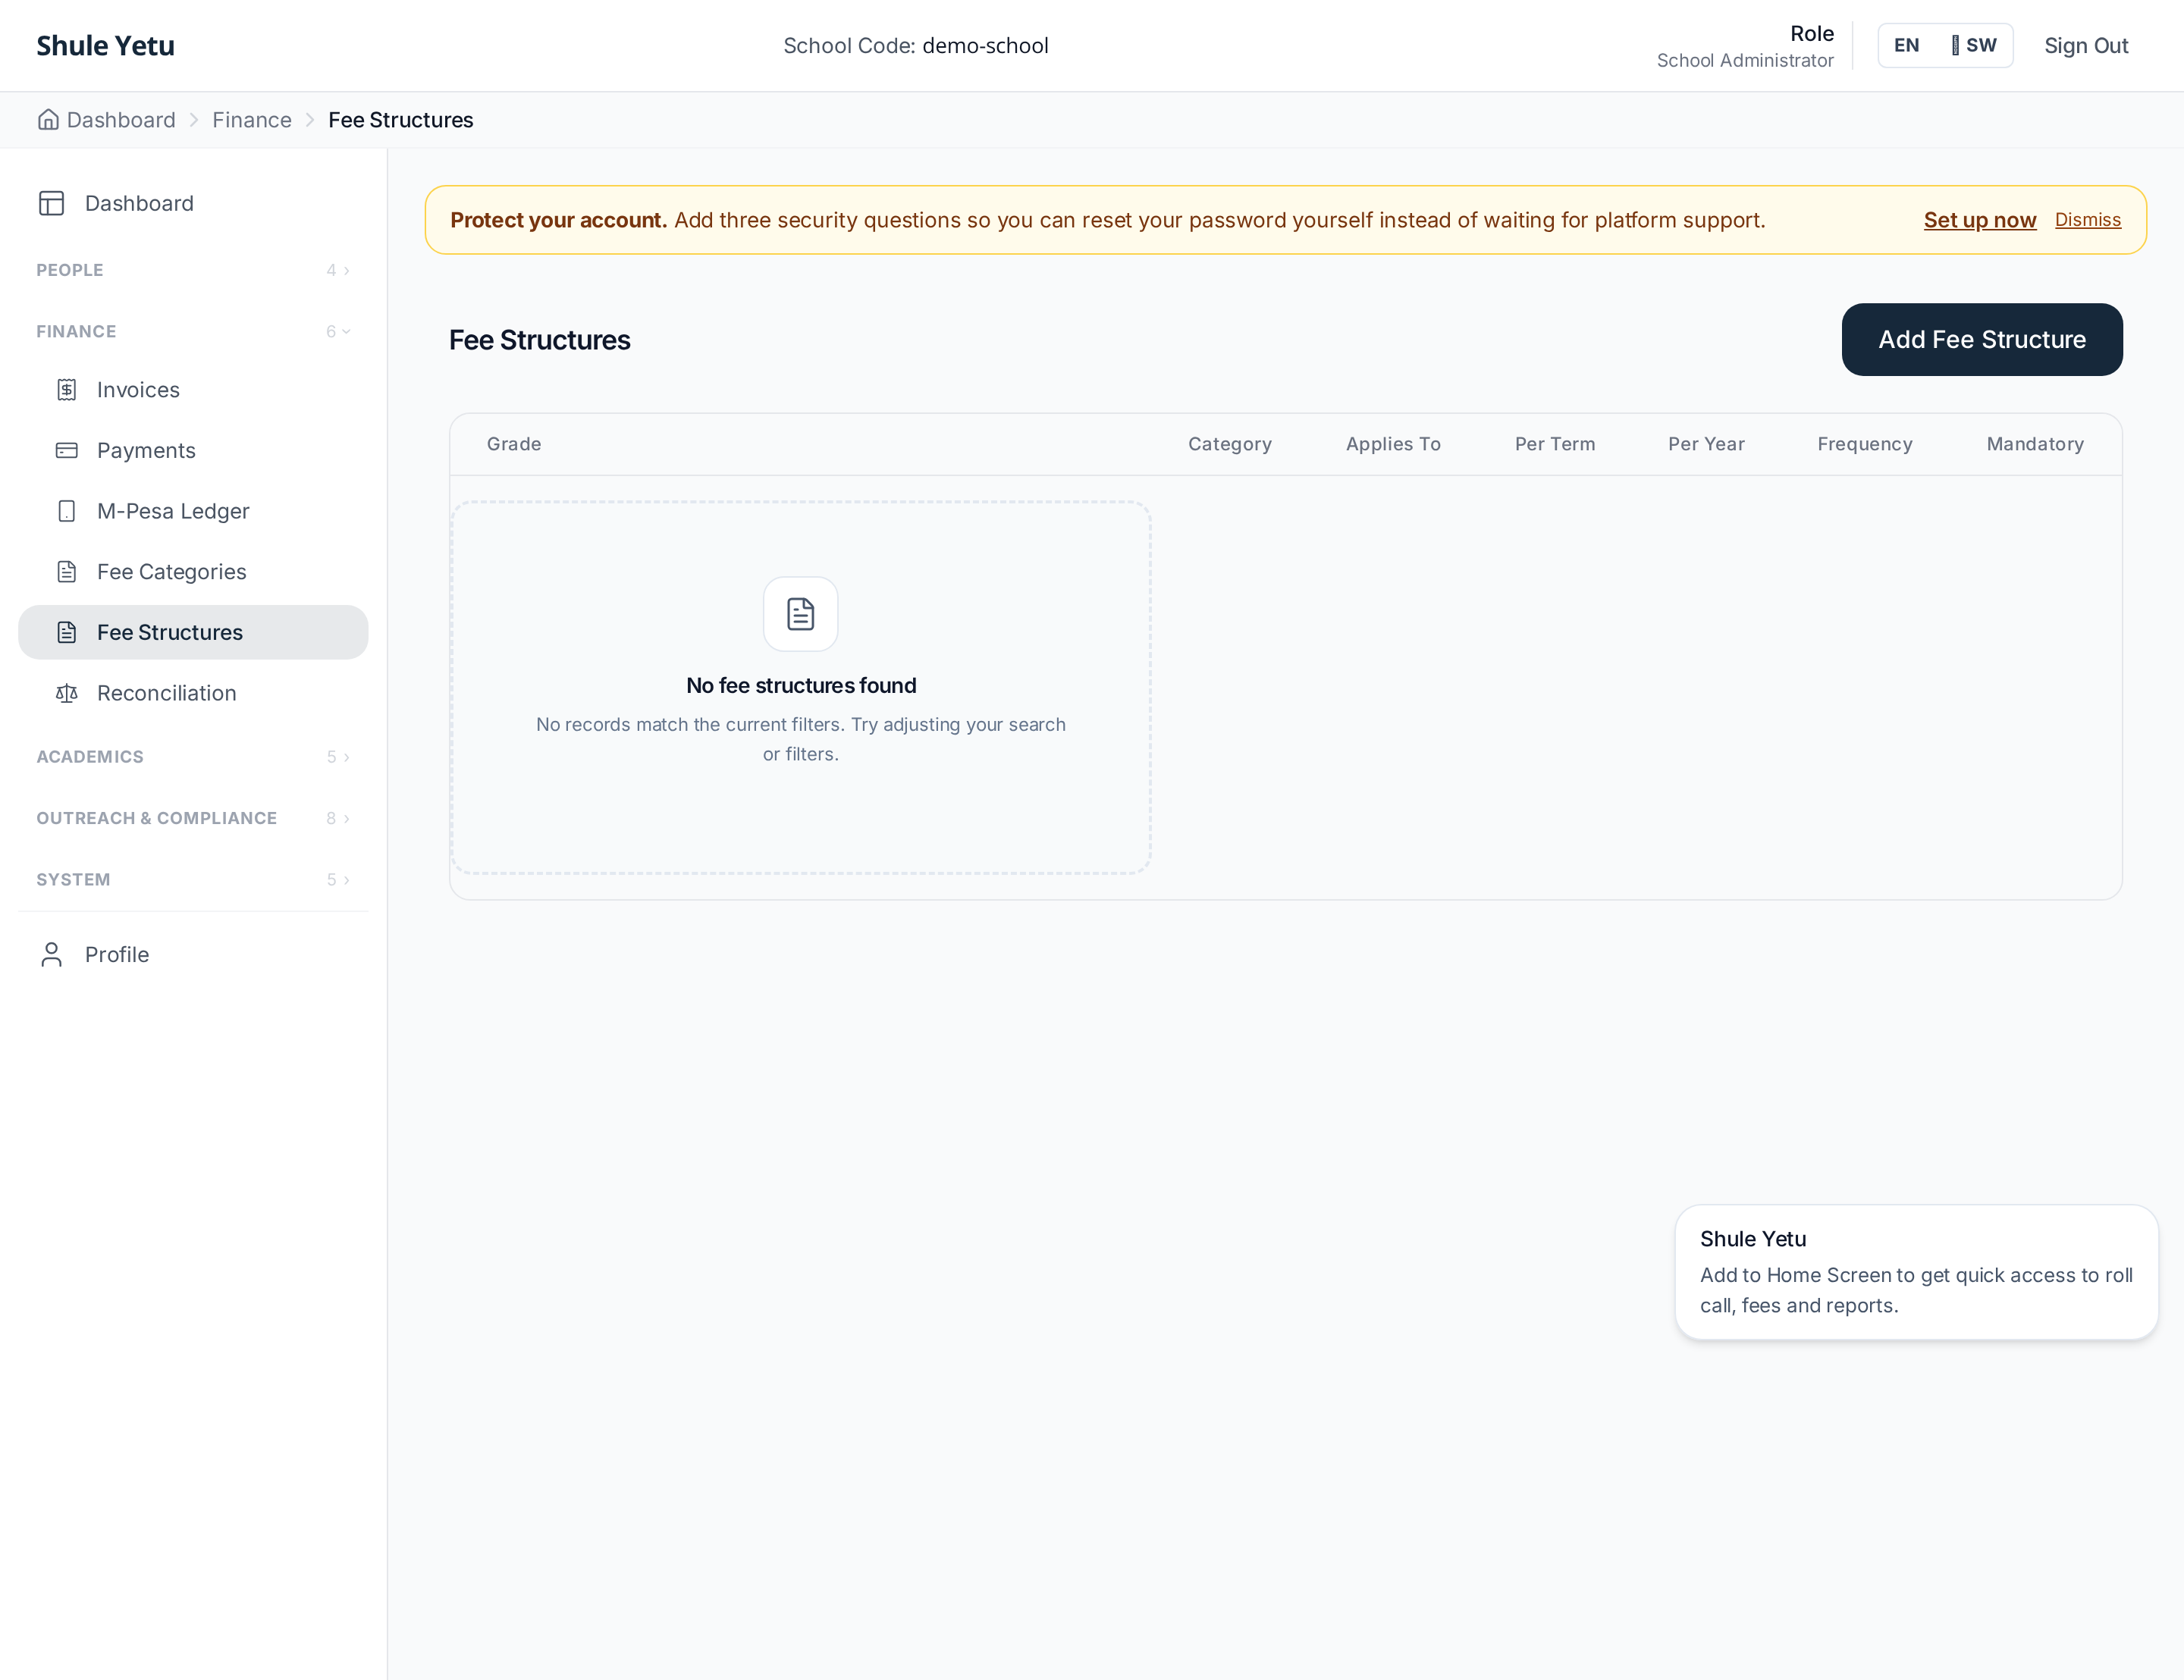 Shule Yetu
School Code: demo-school
Role
School Administrator
EN
SW
Sign Out
Dashboard
Finance
Fee Structures
Dashboard
PEOPLE
4
FINANCE
6
Invoices
Payments
M-Pesa Ledger
Fee Categories
Fee Structures
Reconciliation
ACADEMICS
5
OUTREACH & COMPLIANCE
8
SYSTEM
5
Profile
Protect your account. Add three security questions so you can reset your password yourself instead of waiting for platform support.
Set up now
Dismiss
Fee Structures
Add Fee Structure
Grade
Category
Applies To
Per Term
Per Year
Frequency
Mandatory
No fee structures found
No records match the current filters. Try adjusting your search
or filters.
Shule Yetu
Add to Home Screen to get quick access to roll
call, fees and reports.